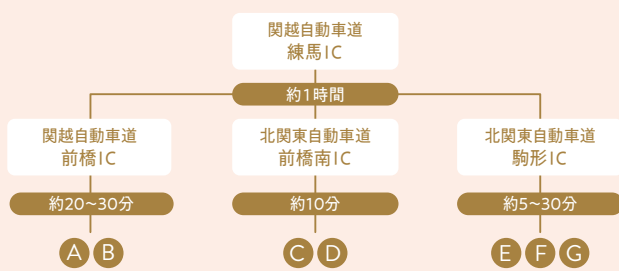 関越自動車道
練馬IC
約1時間
関越自動車道
前橋IC
北関東自動車道
前橋南IC
北関東自動車道
駒形IC
約20~30分
約10分
約5~30分
A B
C D
E F G